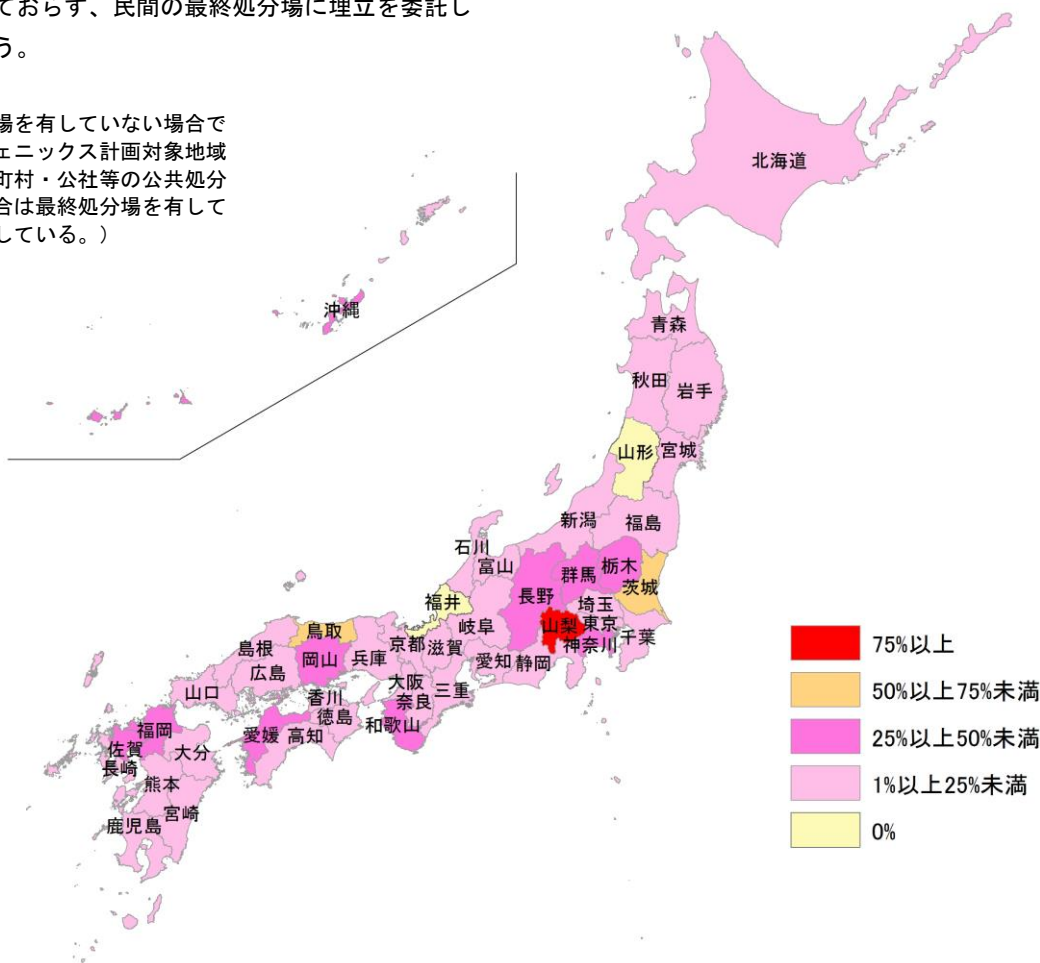 ておらず、民間の最終処分場に埋立を委託し
う。
場を有していない場合で
ェニックス計画対象地域
町村・公社等の公共処分
合は最終処分場を有して
している。）
北海道
沖縄
青森
秋田
岩手
山形
宮城
新潟
福島
石川
富山
群馬
栃木
茨城
長野
福井
埼玉
山梨
東京
岐阜
神奈川
千葉
鳥取
京都
滋賀
愛知
静岡
島根
岡山
兵庫
広島
大阪
三重
山口
香川
奈良
徳島
和歌山
福岡
愛媛
高知
佐賀
大分
長崎
熊本
宮崎
鹿児島
75%以上
50%以上75%未満
25%以上50%未満
1%以上25%未満
0%